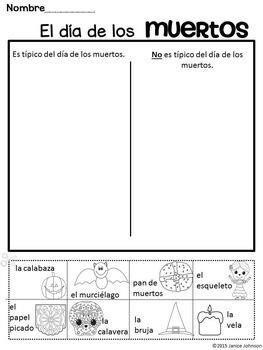 Nombre____________
El día de los MUERTOS
Es típico del día de los muertos.
No es típico del día de los
muertos.
la calabaza
el murciélago
pan de
muertos
el
esqueleto
el
papel
picado
la
calavera
la
bruja
la
vela
©2015 Janice Johnson